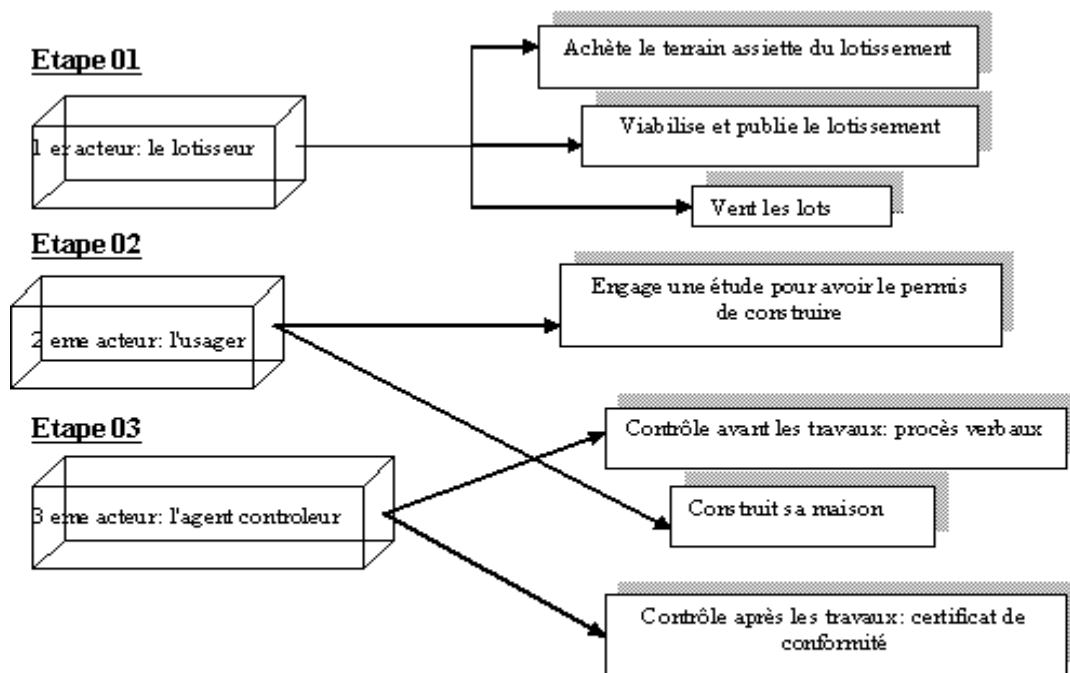 Etape 01
1 er acteur: le lotisseur
Achète le terrain assiette du lotissement
Viabilise et publie le lotissement
Vent les lots
Etape 02
2 eme acteur: l'usager
Engage une étude pour avoir le permis
de construire
Etape 03
3 eme acteur: l'agent controleur
Contrôle avant les travaux: procès verbaux
Construit sa maison
Contrôle après les travaux: certificat de
conformité